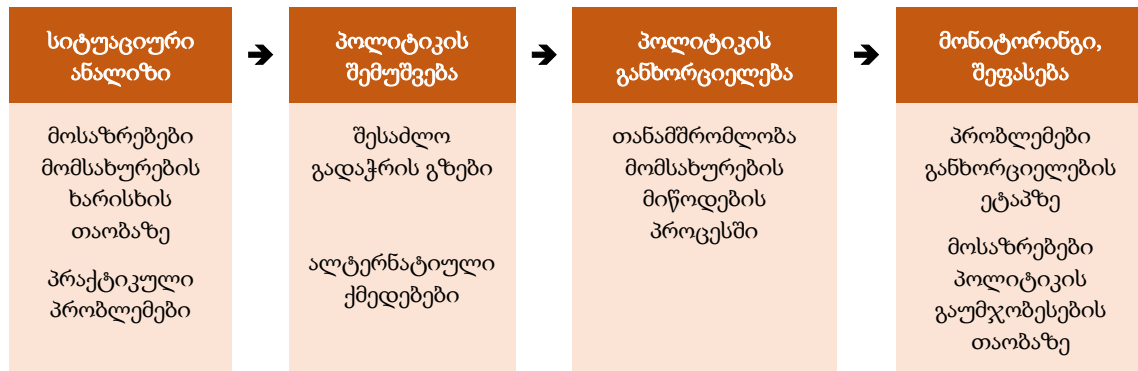 სიტუაციური
ანალიზი
მოსაზრებები
მომსახურების
ხარისხის
თაობაზე
პრაქტიკული
პრობლემები
პოლიტიკის
შემუშვება
შესაძლო
გადაჭრის გზები
ალტერნატიული
ქმედებები
პოლიტიკის
განხორციელება
თანამშრომლობა
მომსახურების
მიწოდების
პროცესში
მონიტორინგი,
შეფასება
პრობლემები
განხორციელების
ეტაპზე
მოსაზრებები
პოლიტიკის
გაუმჯობესების
თაობაზე